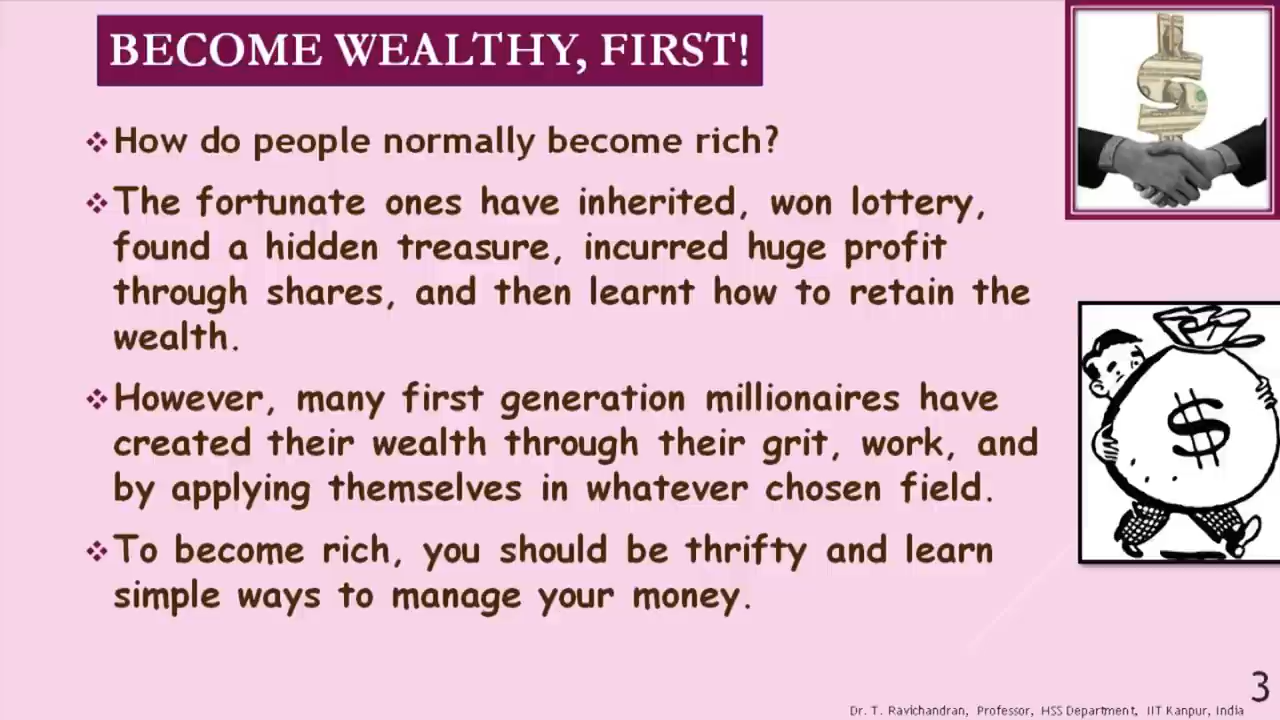 BECOME WEALTHY, FIRST!
❖How do people normally become rich?
❖The fortunate ones have inherited, won lottery,
found a hidden treasure, incurred huge profit
through shares, and then learnt how to retain the
wealth.
❖However, many first generation millionaires have
created their wealth through their grit, work, and
by applying themselves in whatever chosen field.
❖To become rich, you should be thrifty and learn
simple ways to manage your money.
$
3
Dr. T. Ravichandran, Professor, HSS Department, IIT Kanpur, India